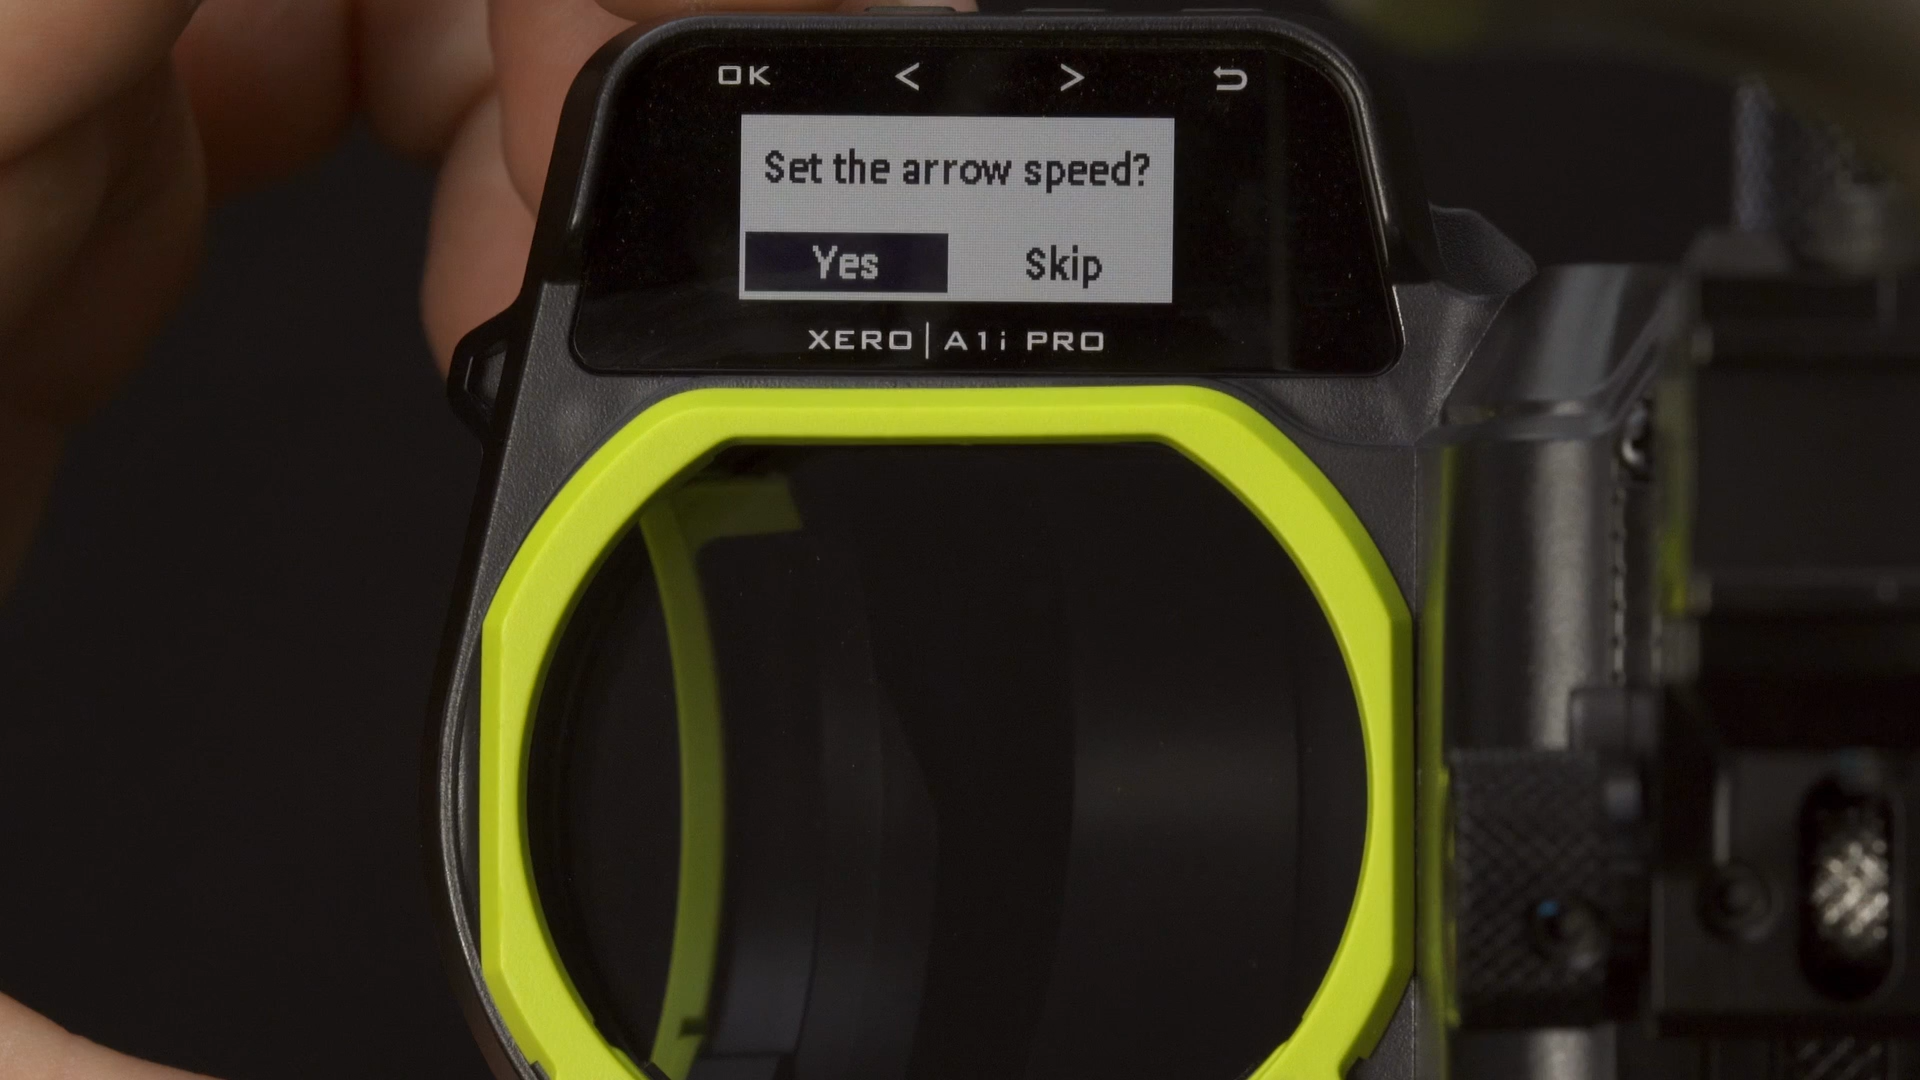 OK < >
Set the arrow speed?
Yes Skip
XERO | A1i PRO